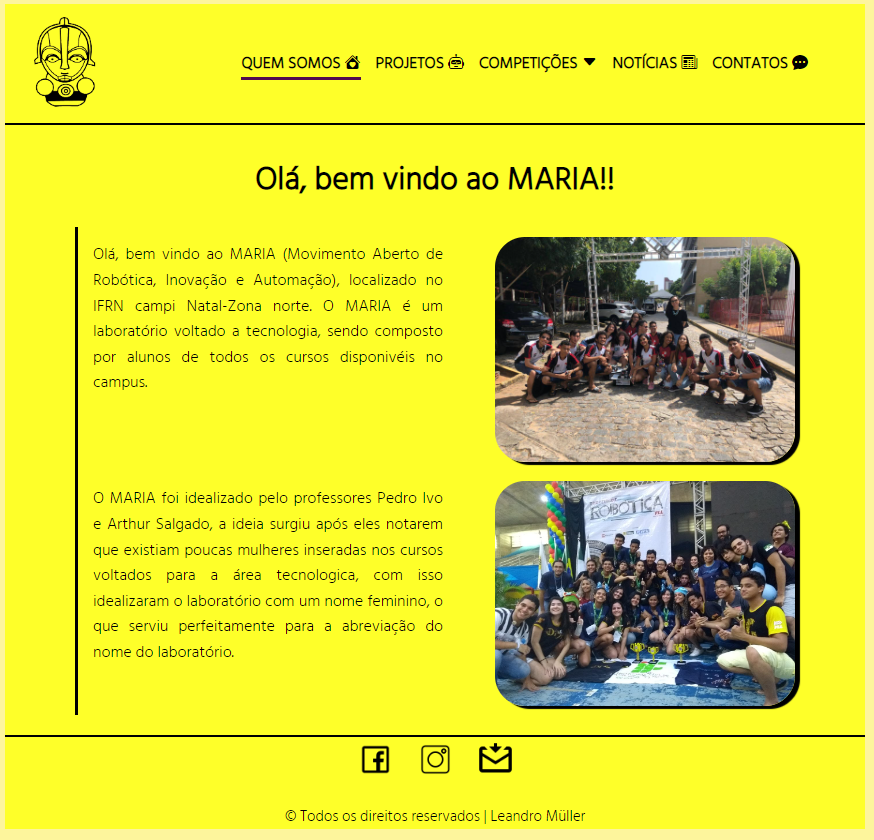 QUEM SOMOS
PROJETOS
COMPETIÇÕES
NOTÍCIAS
CONTATOS
Olá, bem vindo ao MARIA!!
Olá, bem vindo ao MARIA (Movimento Aberto de
Robótica, Inovação e Automação), localizado no
IFRN campi Natal-Zona norte. O MARIA é um
laboratório voltado a tecnologia, sendo composto
por alunos de todos os cursos disponivéis no
campus.
O MARIA foi idealizado pelo professores Pedro Ivo
e Arthur Salgado, a ideia surgiu após eles notarem
que existiam poucas mulheres inseradas nos cursos
voltados para a área tecnologica, com isso
idealizaram o laboratório com um nome feminino, o
que serviu perfeitamente para a abreviação do
nome do laboratório.
ROBÓTICA
© Todos os direitos reservados | Leandro Müller